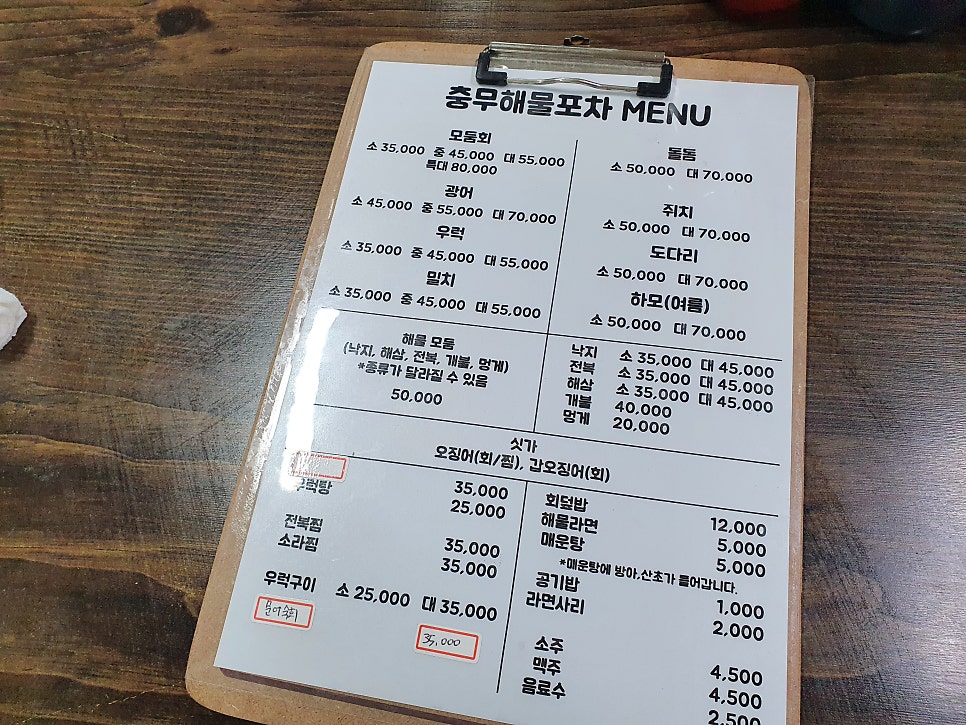 충무해물포차 MENU
모둠회
소 35,000 중 45,000 대 55,000
특대 80,000
광어
소 45,000 중 55,000 대 70,000
우럭
소 35,000 중 45,000 대 55,000
밀치
소 35,000 중 45,000 대 55,000
돌돔
소 50,000 대 70,000
쥐치
소 50,000 대 70,000
도다리
소 50,000 대 70,000
하모(여름)
소 50,000 대 70,000
해물 모둠
(낙지, 해삼, 전복, 개불, 멍게)
*종류가 달라질 수 있음
50,000
낙지 소 35,000 대 45,000
전복 소 35,000 대 45,000
해삼 소 35,000 대 45,000
개불 40,000
멍게 20,000
싯가
오징어(회/찜), 갑오징어(회)
35,000
우럭탕 25,000
전복찜 35,000
소라찜 35,000
우럭구이 소 25,000 대 35,000
문어숙회 35,000
회덮밥 12,000
해물라면 5,000
매운탕 5,000
*매운탕에 방아,산초가 들어갑니다.
공기밥 1,000
라면사리 2,000
소주 4,500
맥주 4,500
음료수 2,500